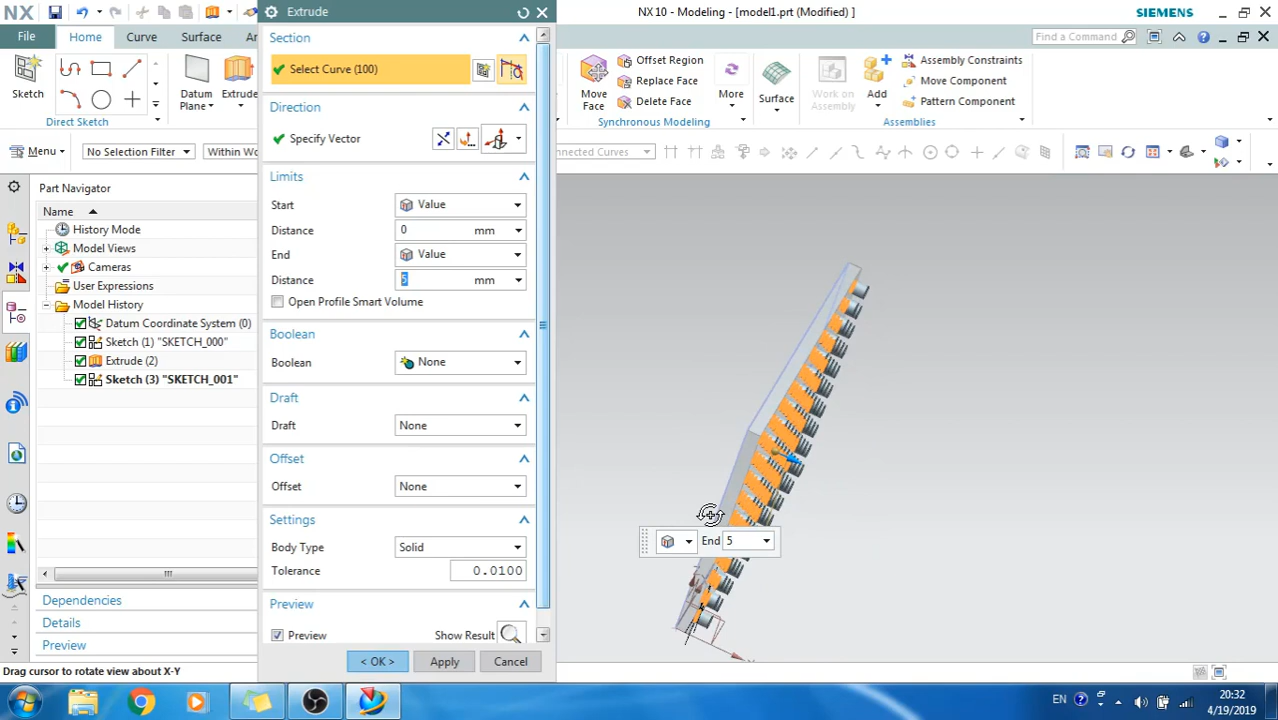 NX
Extrude
NX 10 - Modeling - [model1.prt (Modified) ]
SIEMENS
File
Home
Curve
Surface
Find a Command
Sketch
Datum
Plane
Extrude
Direct Sketch
Move
Face
Offset Region
Replace Face
Delete Face
More
Synchronous Modeling
Surface
Work on
Assembly
Add
Assembly Constraints
Move Component
Pattern Component
Assemblies
Menu
No Selection Filter
Within Wo
nnected Curves
Part Navigator
Name
History Mode
Model Views
Cameras
User Expressions
Model History
Datum Coordinate System (0)
Sketch (1) "SKETCH_000"
Extrude (2)
Sketch (3) "SKETCH_001"
Dependencies
Details
Preview
Section
Select Curve (100)
Direction
Specify Vector
Limits
Start
Value
Distance
0 mm
End
Value
Distance
5 mm
Open Profile Smart Volume
Boolean
Boolean
None
Draft
Draft
None
Offset
Offset
None
Settings
Body Type
Solid
Tolerance
0.0100
Preview
Preview
Show Result
< OK >
Apply
Cancel
End 5
Drag cursor to rotate view about X-Y
EN
20:32
4/19/2019